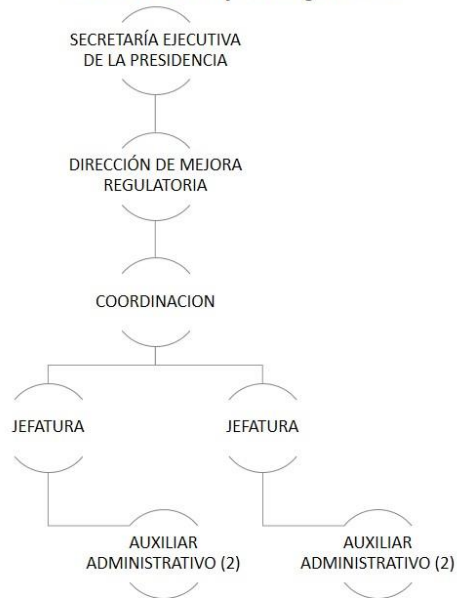 SECRETARÍA EJECUTIVA
DE LA PRESIDENCIA
DIRECCIÓN DE MEJORA
REGULATORIA
COORDINACION
JEFATURA
JEFATURA
AUXILIAR
ADMINISTRATIVO (2)
AUXILIAR
ADMINISTRATIVO (2)